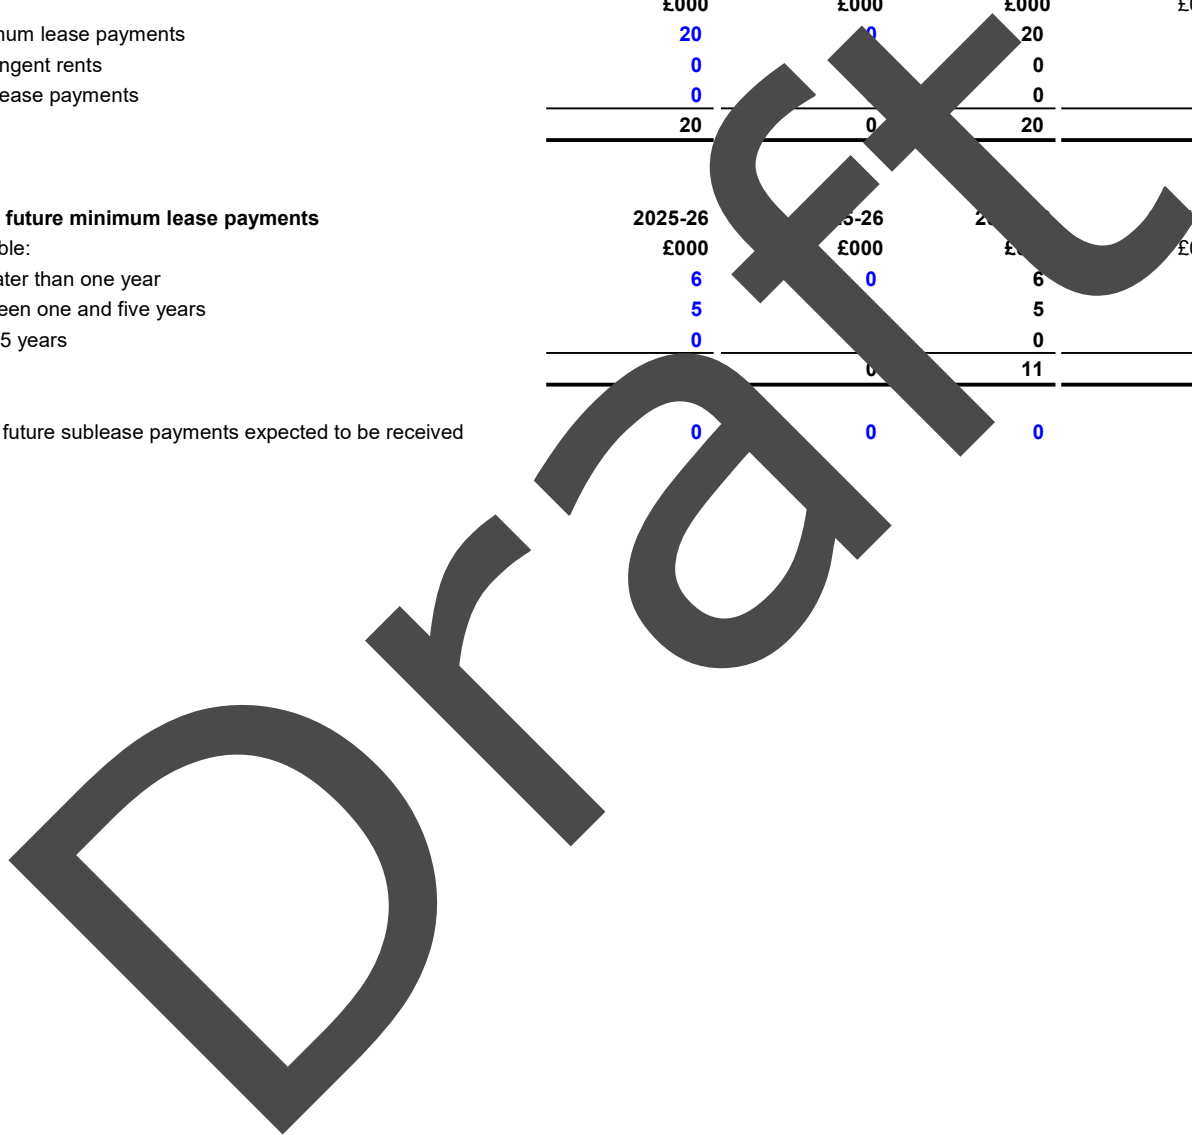 £000 £000 £000
num lease payments 20 0 20
ngent rents 0 0
ease payments 0 0
20 0 20
future minimum lease payments 2025-26 5-26
ble: £000 £000
ater than one year 6 0 6
een one and five years 5 5
5 years 0 0
0 11
future sublease payments expected to be received 0 0 0
Draft